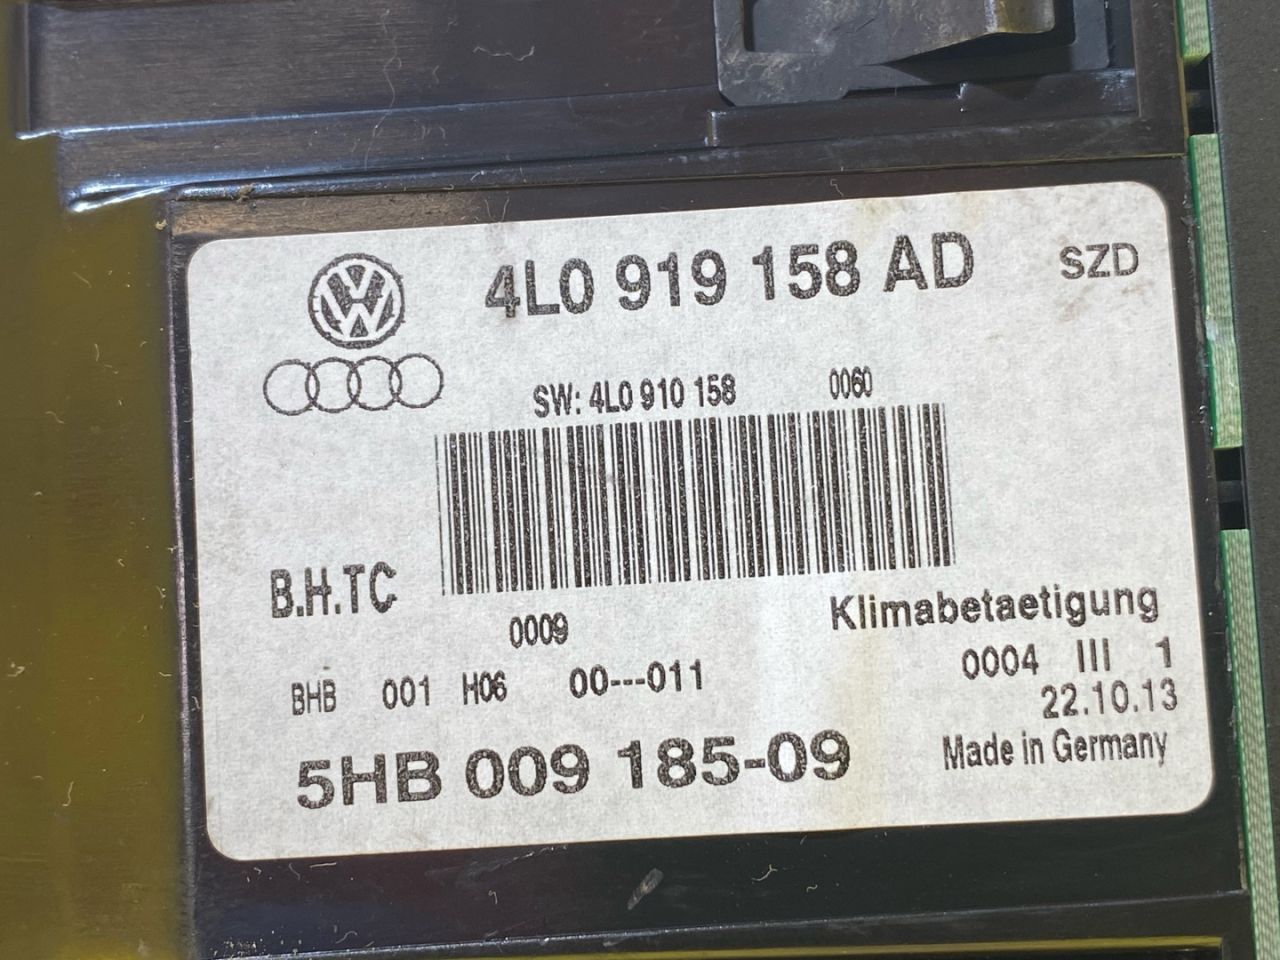 4L0 919 158 AD SZD
SW: 4L0 910 158 0060
B.H.TC
0009
Klimabetaetigung
BHB 001 H06 00---011
0004 III 1
22.10.13
5HB 009 185-09
Made in Germany